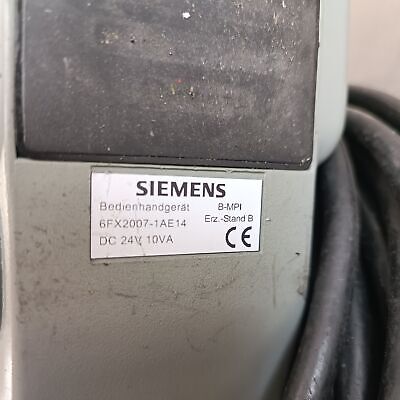 SIEMENS
Bedienhandgerät B-MPI
6FX2007-1AE14 Erz.-Stand B
DC 24V, 10VA CE